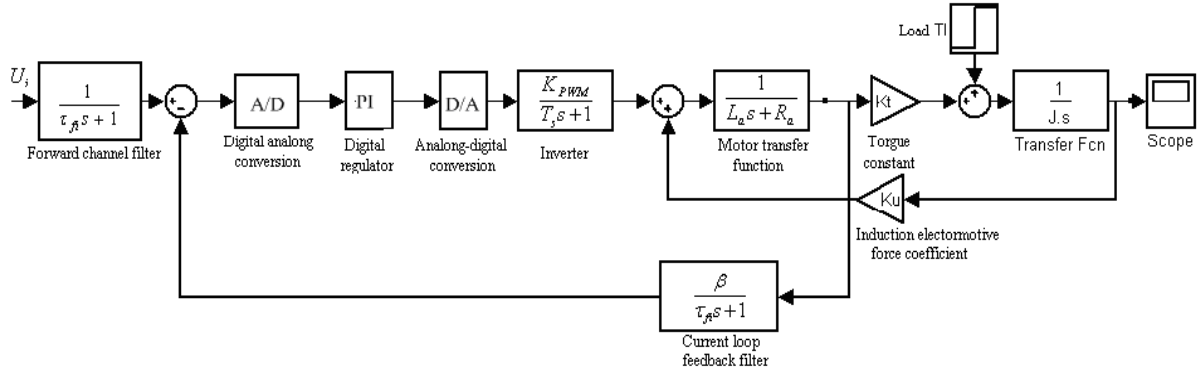 Load Tl
U_i
1
τ_fi s + 1
A/D
PI
D/A
K_PWM
T_s s + 1
1
L_a s + R_a
Kt
1
J.s
Forward channel filter
Digital analong
conversion
Digital
regulator
Analong-digital
conversion
Inverter
Motor transfer
function
Torgue
constant
Transfer Fcn
Scope
Ku
Induction electormotive
force coefficient
β
τ_fi s + 1
Current loop
feedback filter